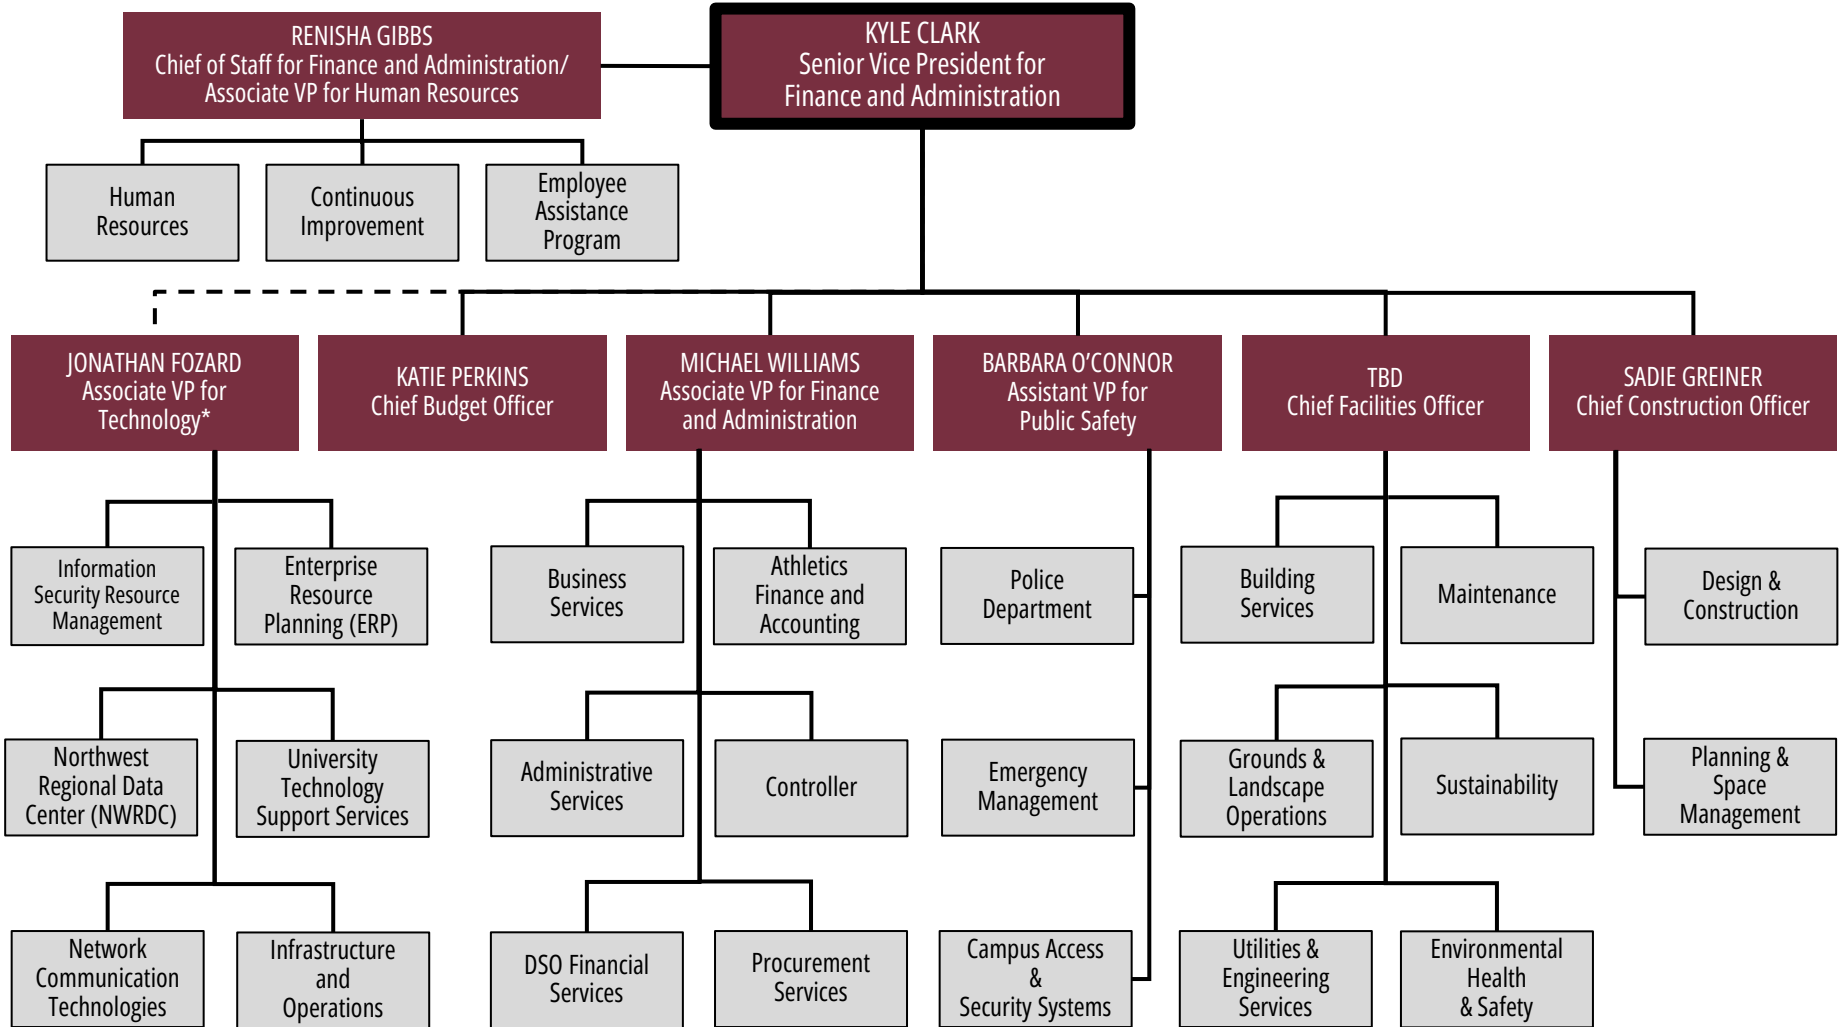 RENISHA GIBBS
Chief of Staff for Finance and Administration/
Associate VP for Human Resources
KYLE CLARK
Senior Vice President for
Finance and Administration
Human
Resources
Continuous
Improvement
Employee
Assistance
Program
JONATHAN FOZARD
Associate VP for
Technology*
KATIE PERKINS
Chief Budget Officer
MICHAEL WILLIAMS
Associate VP for Finance
and Administration
BARBARA O’CONNOR
Assistant VP for
Public Safety
TBD
Chief Facilities Officer
SADIE GREINER
Chief Construction Officer
Information
Security Resource
Management
Enterprise
Resource
Planning (ERP)
Business
Services
Athletics
Finance and
Accounting
Police
Department
Building
Services
Maintenance
Design &
Construction
Northwest
Regional Data
Center (NWRDC)
University
Technology
Support Services
Administrative
Services
Controller
Emergency
Management
Grounds &
Landscape
Operations
Sustainability
Planning &
Space
Management
Network
Communication
Technologies
Infrastructure
and
Operations
DSO Financial
Services
Procurement
Services
Campus Access
&
Security Systems
Utilities &
Engineering
Services
Environmental
Health
& Safety